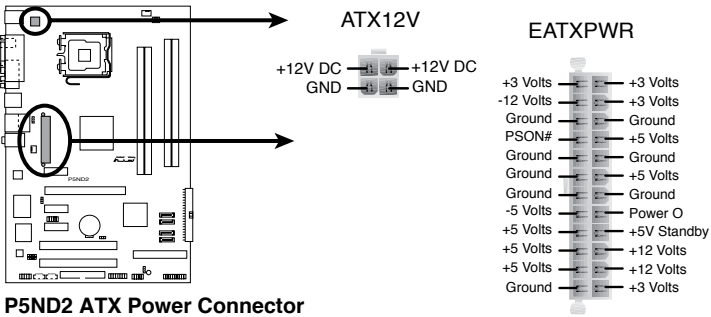 ATX12V
+12V DC +12V DC
GND GND
EATXPWR
+3 Volts +3 Volts
-12 Volts +3 Volts
Ground Ground
PSON# +5 Volts
Ground Ground
Ground +5 Volts
Ground Ground
-5 Volts Power O
+5 Volts +5V Standby
+5 Volts +12 Volts
+5 Volts +12 Volts
Ground +3 Volts
P5ND2
P5ND2 ATX Power Connector